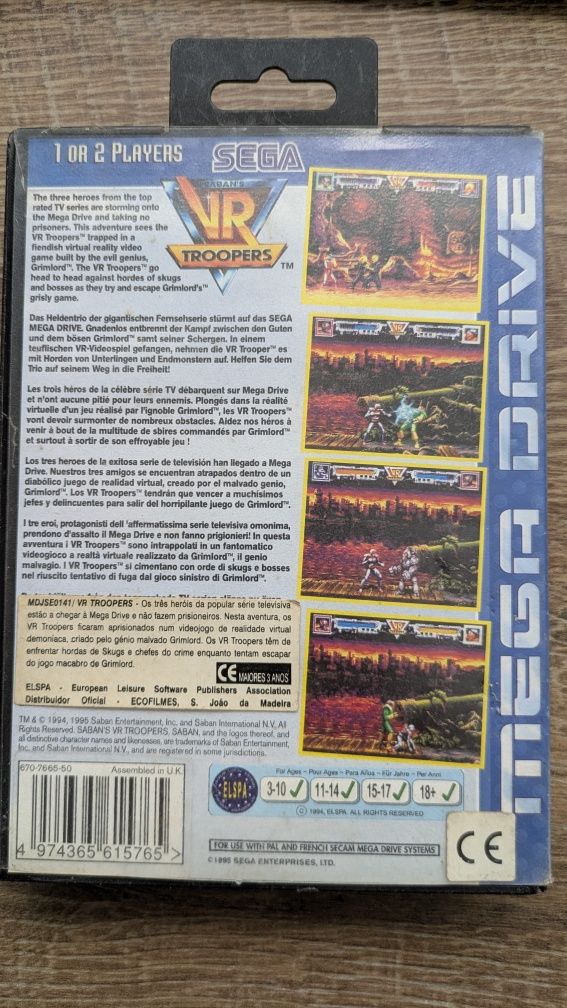 1 OR 2 PLAYERS
SEGA
SABAN'S
VR
TROOPERS
TM
The three heroes from the top
rated TV series are storming onto
the Mega Drive and taking no
prisoners. This adventure sees the
VR Troopers™ trapped in a
fiendish virtual reality video
game built by the evil genius,
Grimlord™. The VR Troopers™ go
head to head against hordes of skugs
and bosses as they try and escape Grimlord's™
grisly game.
Das Heldentrio der gigantischen Fernsehserie stürmt auf das SEGA
MEGA DRIVE. Gnadenlos entbrennt der Kampf zwischen den Guten
und dem bösen Grimlord™ samt seiner Schergen. In einem
teuflischen VR-Videospiel gefangen, nehmen die VR Trooper™ es
mit Horden von Unterlingen und Endmonstern auf. Helfen Sie dem
Trio auf seinem Weg in die Freiheit!
Les trois héros de la célèbre série TV débarquent sur Mega Drive
et n'ont aucune pitié pour leurs ennemis. Plongés dans la réalité
virtuelle d'un jeu réalisé par l'ignoble Grimlord™, les VR Troopers™
vont devoir surmonter de nombreux obstacles. Aidez nos héros à
venir à bout de la multitude de sbires commandés par Grimlord™
et surtout à sortir de son effroyable jeu !
Los tres heroes de la exitosa serie de televisión han llegado a Mega
Drive. Nuestros tres amigos se encuentran atrapados dentro de un
diabólico juego de realidad virtual, creado por el malvado genio,
Grimlord™. Los VR Troopers™ tendrán que vencer a muchísimos
jefes y delincuentes para salir del horripilante juego de Grimlord™.
I tre eroi, protagonisti dell 'affermatissima serie televisiva omonima,
prendono d'assalto il Mega Drive e non fanno prigionieri! In questa
avventura i VR Troopers™ sono intrappolati in un fantomatico
videogioco a realtà virtuale realizzato da Grimlord™, il genio
malvagio. I VR Troopers™ si cimentano con orde di skugs e bosses
nel riuscito tentativo di fuga dal gioco sinistro di Grimlord™.
MDJSE0141/ VR TROOPERS - Os três heróis da popular série televisiva
estão a chegar à Mega Drive e não fazem prisioneiros. Nesta aventura, os
VR Troopers ficaram aprisionados num videojogo de realidade virtual
demoníaca, criado pelo génio malvado Grimlord. Os VR Troopers têm de
enfrentar hordas de Skugs e chefes do crime enquanto tentam escapar
do jogo macabro de Grimlord.
CE MAIORES 3 ANOS
ELSPA - European Leisure Software Publishers Association
Distribuidor Oficial - ECOFILMES, S. João da Madeira
TM & © 1994, 1995 Saban Entertainment, Inc. and Saban International N.V. All
Rights Reserved. SABAN'S VR TROOPERS, SABAN, and the logos thereof, and
all distinctive character names and likenesses, are trademarks of Saban Entertainment,
Inc. and Saban International N.V., and are registered in some jurisdictions.
670-7665-50 Assembled in U.K.
4 974365 615765 >
ELSPA
For Ages - Pour Ages - Para Años - Für Jahre - Per Anni
3-10 11-14 15-17 18+
© 1994, ELSPA. ALL RIGHTS RESERVED
FOR USE WITH PAL AND FRENCH SECAM MEGA DRIVE SYSTEMS
©1995 SEGA ENTERPRISES, LTD.
CE
MEGA DRIVE